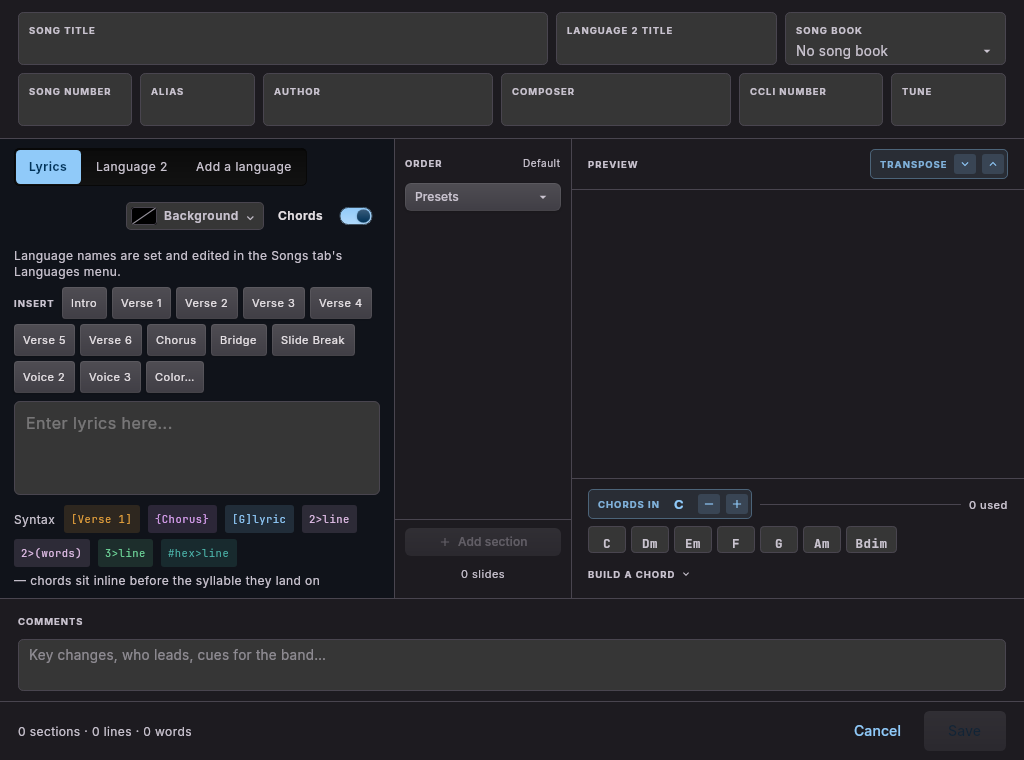 SONG TITLE
LANGUAGE 2 TITLE
SONG BOOK
No song book
SONG NUMBER
ALIAS
AUTHOR
COMPOSER
CCLI NUMBER
TUNE
Lyrics
Language 2
Add a language
Background
Chords
Language names are set and edited in the Songs tab's
Languages menu.
INSERT Intro Verse 1 Verse 2 Verse 3 Verse 4
Verse 5 Verse 6 Chorus Bridge Slide Break
Voice 2 Voice 3 Color...
Enter lyrics here...
Syntax [Verse 1] {Chorus} [G]lyric 2>line
2>(words) 3>line #hex>line
— chords sit inline before the syllable they land on
ORDER Default
Presets
+ Add section
0 slides
PREVIEW
TRANSPOSE
CHORDS IN C − +
0 used
C Dm Em F G Am Bdim
BUILD A CHORD
COMMENTS
Key changes, who leads, cues for the band...
0 sections · 0 lines · 0 words
Cancel
Save